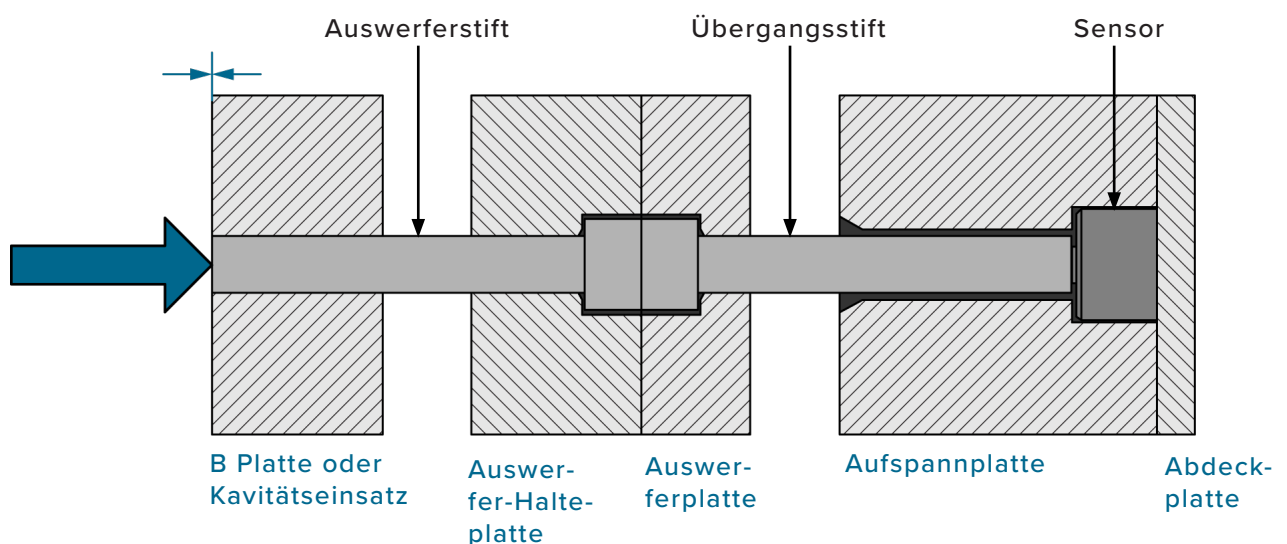 Auswerferstift
Übergangsstift
Sensor
B Platte oder
Kavitätseinsatz
Auswer-
fer-Halte-
platte
Auswer-
ferplatte
Aufspannplatte
Abdeck-
platte